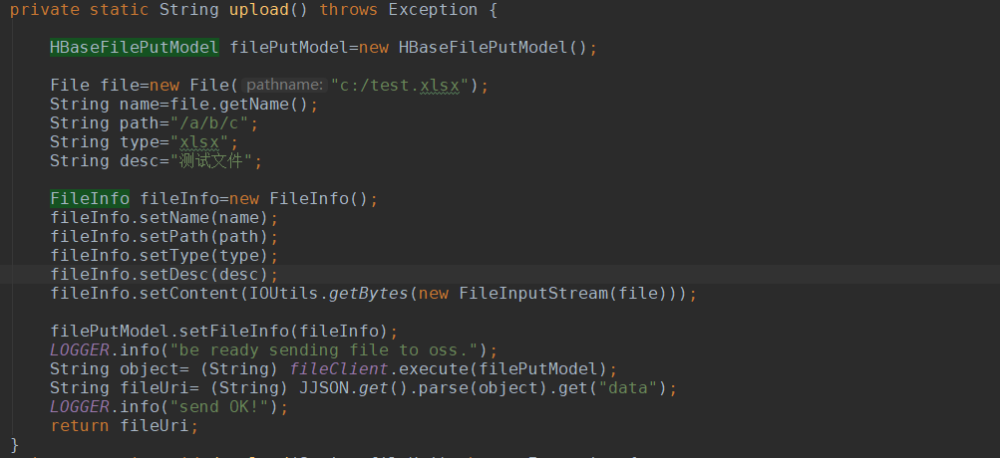 private static String upload() throws Exception {
HBaseFilePutModel filePutModel=new HBaseFilePutModel();
File file=new File( pathname: "c:/test.xlsx");
String name=file.getName();
String path="/a/b/c";
String type="xlsx";
String desc="测试文件";
FileInfo fileInfo=new FileInfo();
fileInfo.setName(name);
fileInfo.setPath(path);
fileInfo.setType(type);
fileInfo.setDesc(desc);
fileInfo.setContent(IOUtils.getBytes(new FileInputStream(file)));
filePutModel.setFileInfo(fileInfo);
LOGGER.info("be ready sending file to oss.");
String object= (String) fileClient.execute(filePutModel);
String fileUri= (String) JJSON.get().parse(object).get("data");
LOGGER.info("send OK!");
return fileUri;
}